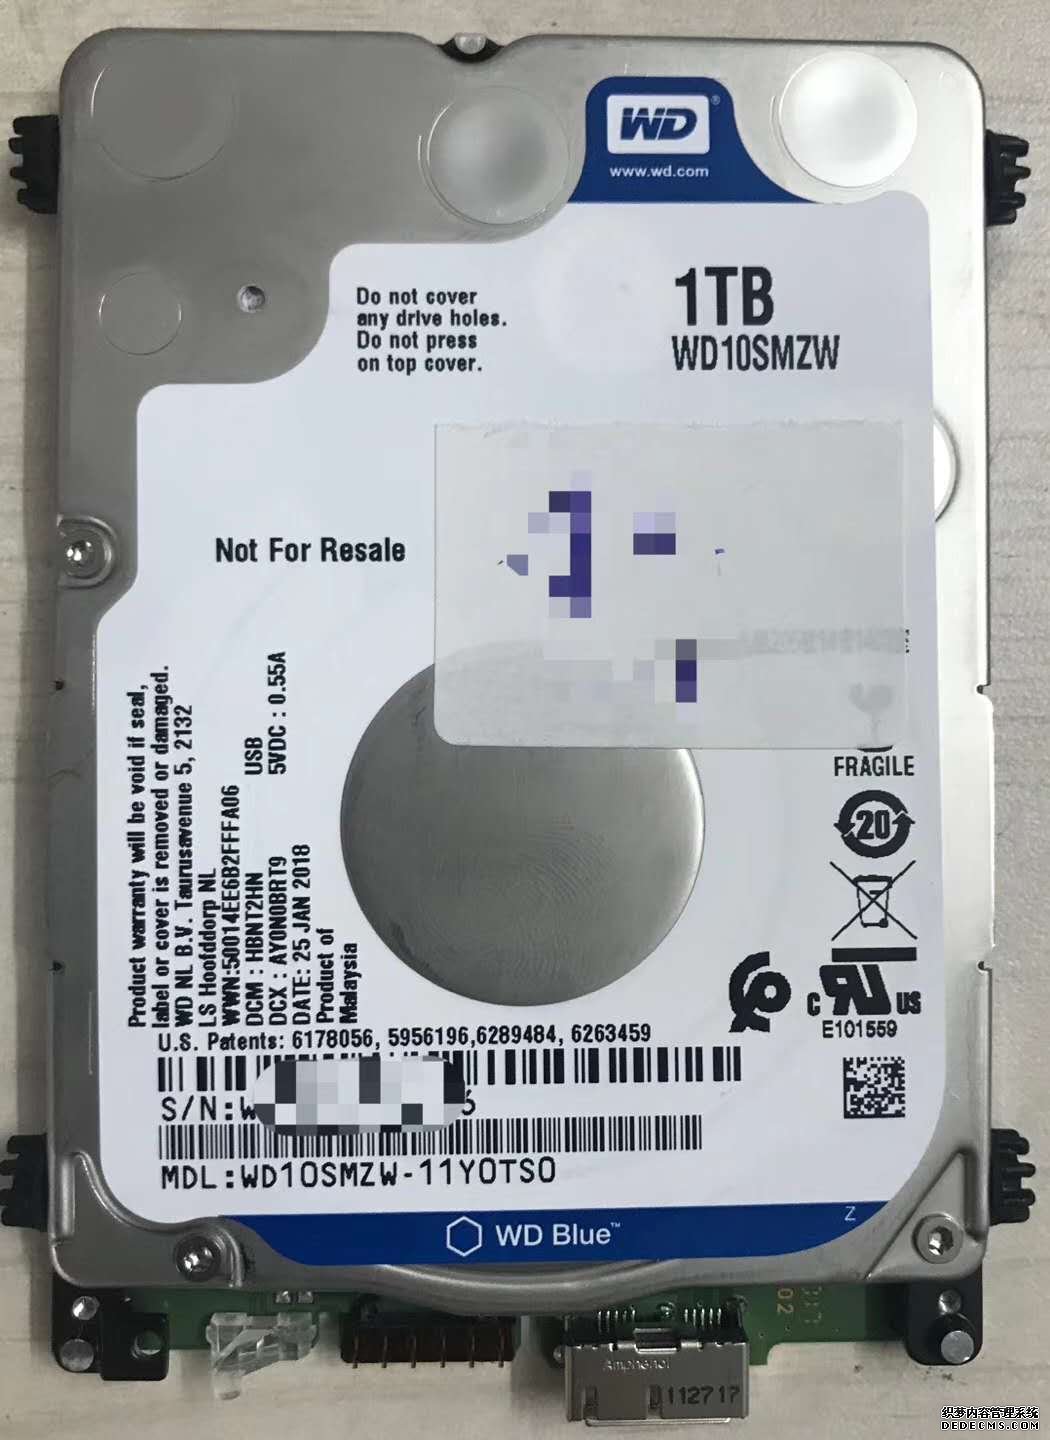 WD®
www.wd.com
Do not cover
any drive holes.
Do not press
on top cover.
1TB
WD10SMZW
Not For Resale
Product warranty will be void if seal,
label or cover is removed or damaged.
WD NL B.V. Taurusavenue 5, 2132
LS Hoofddorp NL
WWN:50014EE6B2FFFA06
DCM : HBNT2HN
USB
DCX : AY0N0BRT9
5VDC : 0.55A
DATE: 25 JAN 2018
Product of
Malaysia
FRAGILE
20
C US
E101559
U.S. Patents: 6178056, 5956196,6289484, 6263459
S/N:W 6
MDL:WD10SMZW-11Y0TS0
WD Blue™
Z
Amphenol
112717
织梦内容管理系统
DEDECMS.COM